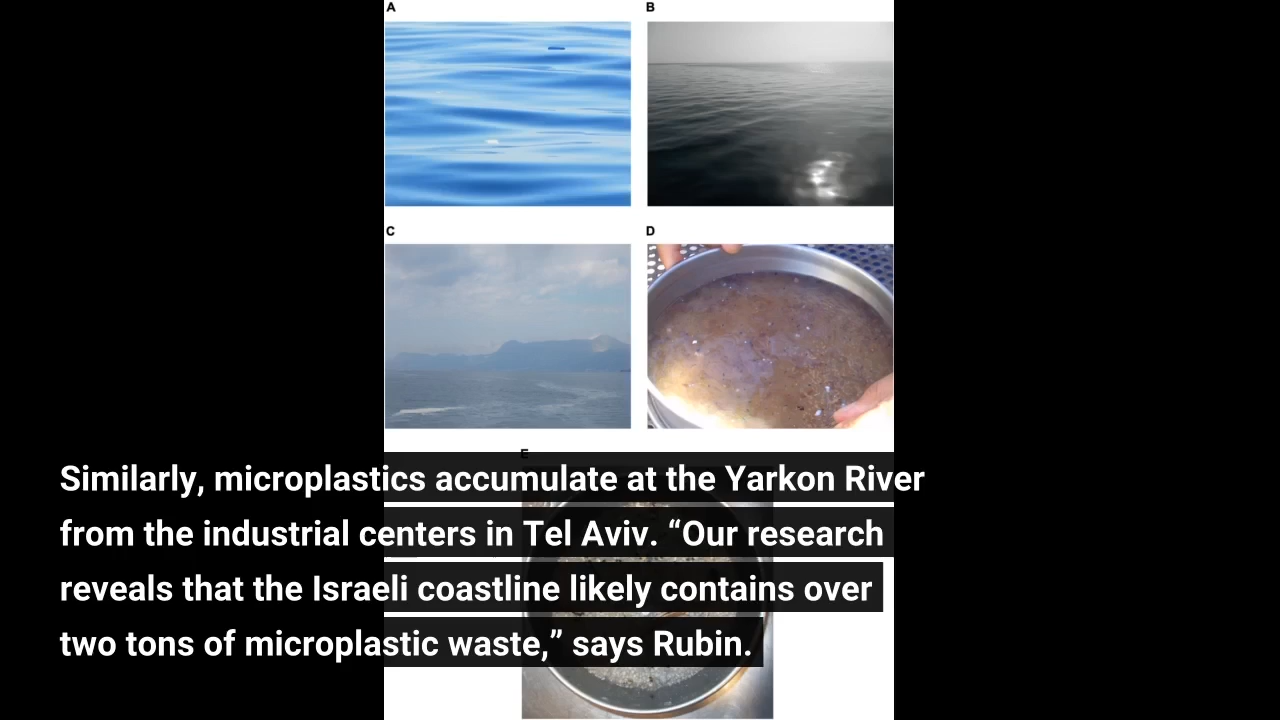 A
B
C
D
E
Similarly, microplastics accumulate at the Yarkon River
from the industrial centers in Tel Aviv. “Our research
reveals that the Israeli coastline likely contains over
two tons of microplastic waste,” says Rubin.